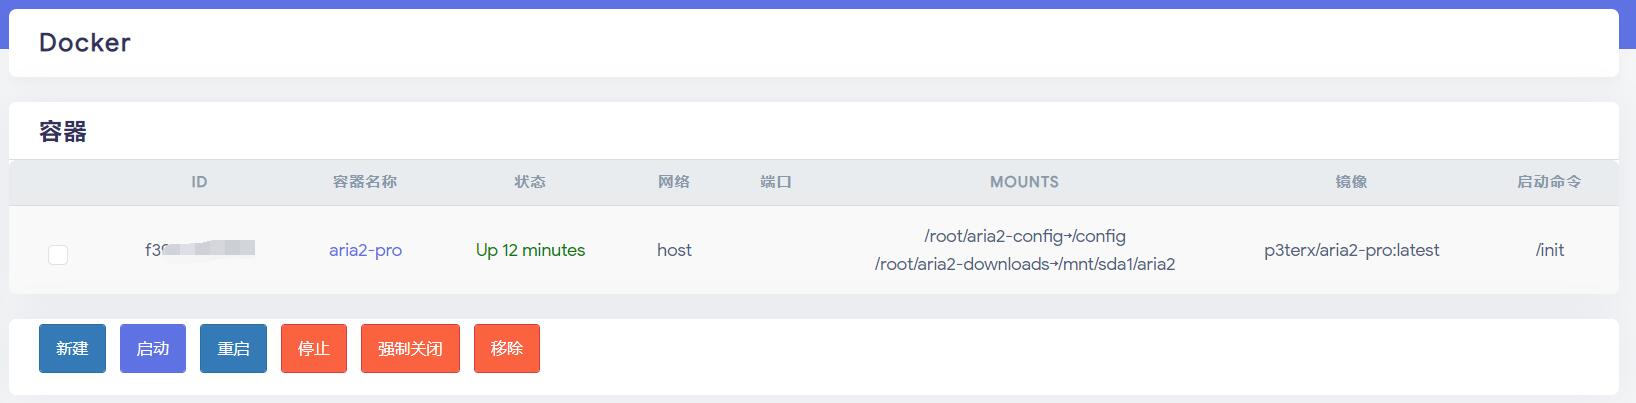 Docker
容器
ID 容器名称 状态 网络 端口 MOUNTS 镜像 启动命令
aria2-pro Up 12 minutes host /root/aria2-config→/config p3terx/aria2-pro:latest /init
/root/aria2-downloads→/mnt/sda1/aria2
新建 启动 重启 停止 强制关闭 移除